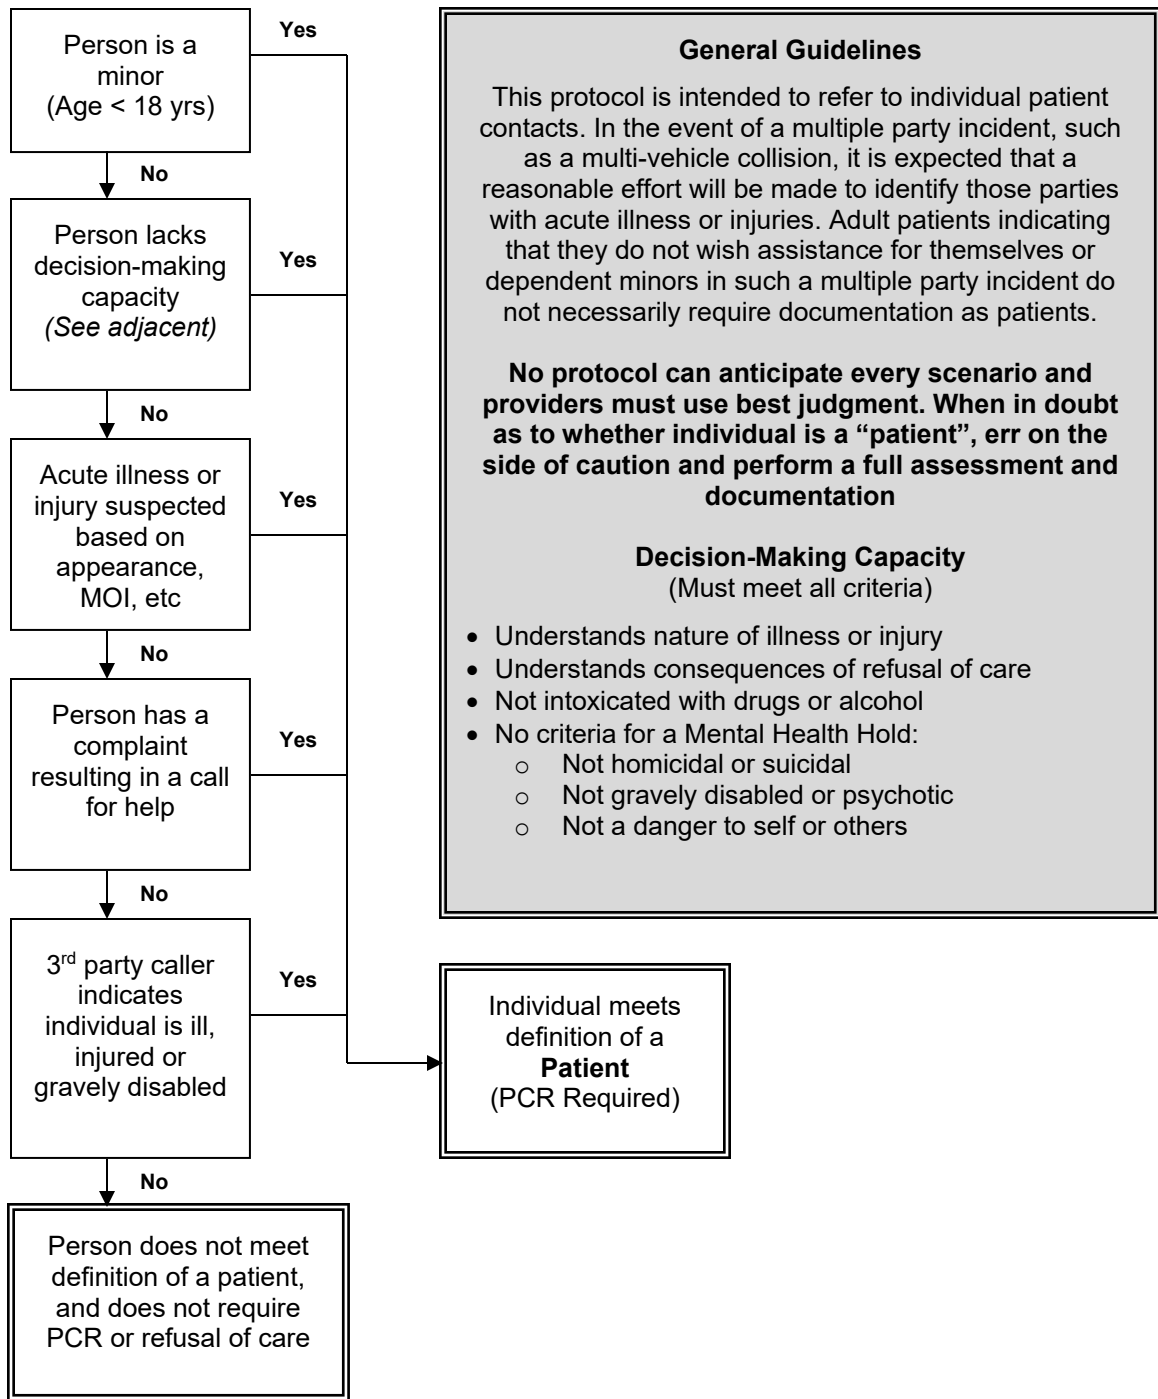 Person is a
minor
(Age < 18 yrs)
Yes
No
Person lacks
decision-making
capacity
(See adjacent)
Yes
No
Acute illness or
injury suspected
based on
appearance,
MOI, etc
Yes
No
Person has a
complaint
resulting in a call
for help
Yes
No
3rd party caller
indicates
individual is ill,
injured or
gravely disabled
Yes
No
Person does not meet
definition of a patient,
and does not require
PCR or refusal of care
Individual meets
definition of a
Patient
(PCR Required)
General Guidelines
This protocol is intended to refer to individual patient
contacts. In the event of a multiple party incident, such
as a multi-vehicle collision, it is expected that a
reasonable effort will be made to identify those parties
with acute illness or injuries. Adult patients indicating
that they do not wish assistance for themselves or
dependent minors in such a multiple party incident do
not necessarily require documentation as patients.
No protocol can anticipate every scenario and
providers must use best judgment. When in doubt
as to whether individual is a “patient”, err on the
side of caution and perform a full assessment and
documentation
Decision-Making Capacity
(Must meet all criteria)
• Understands nature of illness or injury
• Understands consequences of refusal of care
• Not intoxicated with drugs or alcohol
• No criteria for a Mental Health Hold:
o Not homicidal or suicidal
o Not gravely disabled or psychotic
o Not a danger to self or others